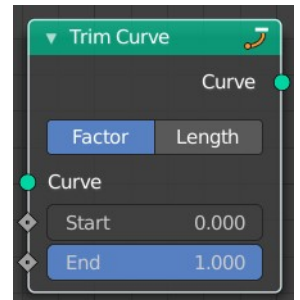 Trim Curve
Curve
Factor Length
Curve
Start 0.000
End 1.000